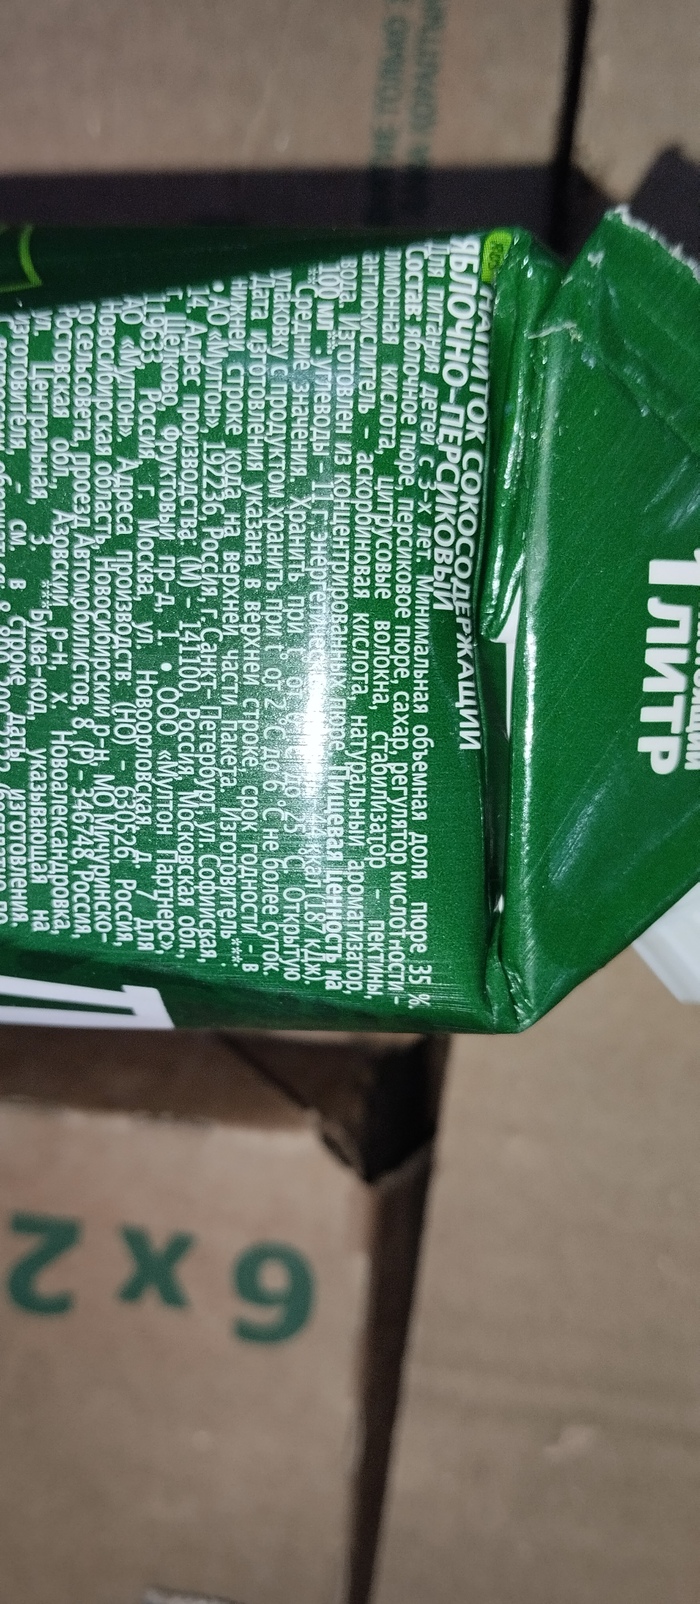 НАПИТОК СОКОСОДЕРЖАЩИЙ
ЯБЛОЧНО-ПЕРСИКОВЫЙ
Для питания детей с 3-х лет. Минимальная объемная доля пюре 35 %.
Состав: яблочное пюре, персиковое пюре, сахар, регулятор кислотности –
лимонная кислота, цитрусовые волокна, стабилизатор – пектины,
антиокислитель – аскорбиновая кислота, натуральный ароматизатор,
вода. Изготовлен из концентрированных пюре. Пищевая ценность на
100 мл**: углеводы – 11 г, энергетическая ккал (187 кДж).
**Средние значения. Хранить при t° от до +25°C. Открытую
упаковку с продуктом хранить при t° от 2°C до 6°C не более суток.
Дата изготовления указана в верхней строке, срок годности – в
нижней строке кода на верхней части пакета. Изготовитель***:
• АО «Мултон», 192236, Россия, г. Санкт-Петербург, ул. Софийская,
14. Адрес производства (М) – 141100, Россия, Московская обл.,
г. Щёлково, Фруктовый пр-д, 1 • ООО «Мултон Партнерс»,
Россия, г. Москва, ул. Новоорловская, д. 7 для
АО «Мултон». Адреса производств: (НО) – 630526, Россия,
Новосибирская область, Новосибирский р-н, МО Мичуринско-
го сельсовета, проезд Автомобилистов, 8, (Р) – 346748, Россия,
Ростовская обл., Азовский р-н, х. Новоалександровка,
ул. Центральная, 3. ***Буква-код, указывающая на
изготовителя, – см. в строке даты изготовления.
1 ЛИТР
6 x 2